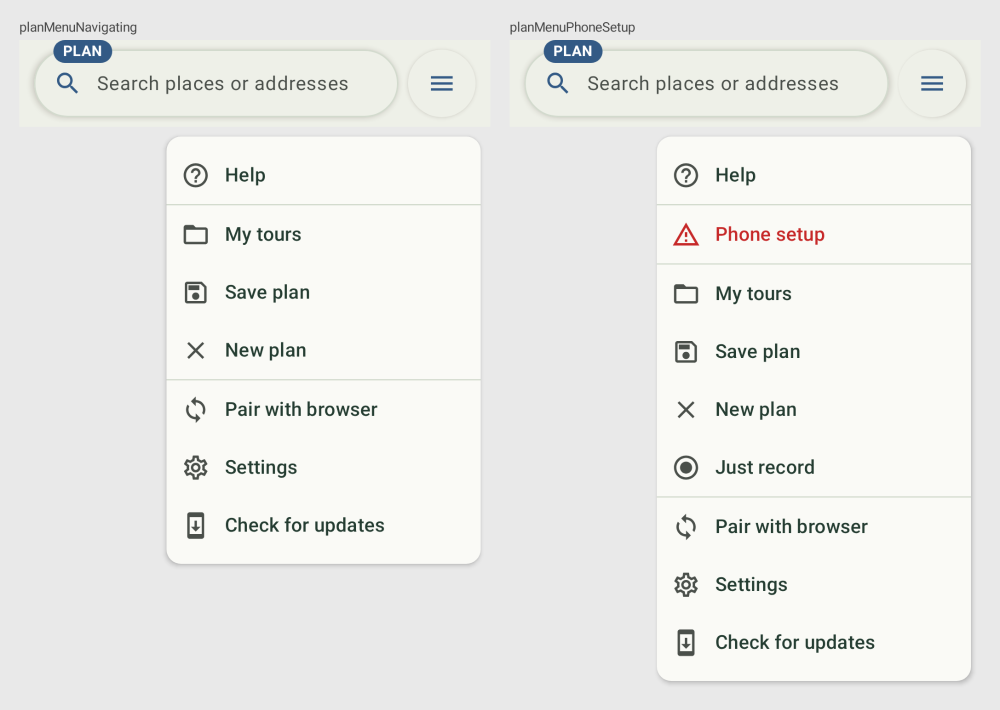 planMenuNavigating
PLAN
Search places or addresses
Help
My tours
Save plan
New plan
Pair with browser
Settings
Check for updates
planMenuPhoneSetup
PLAN
Search places or addresses
Help
Phone setup
My tours
Save plan
New plan
Just record
Pair with browser
Settings
Check for updates